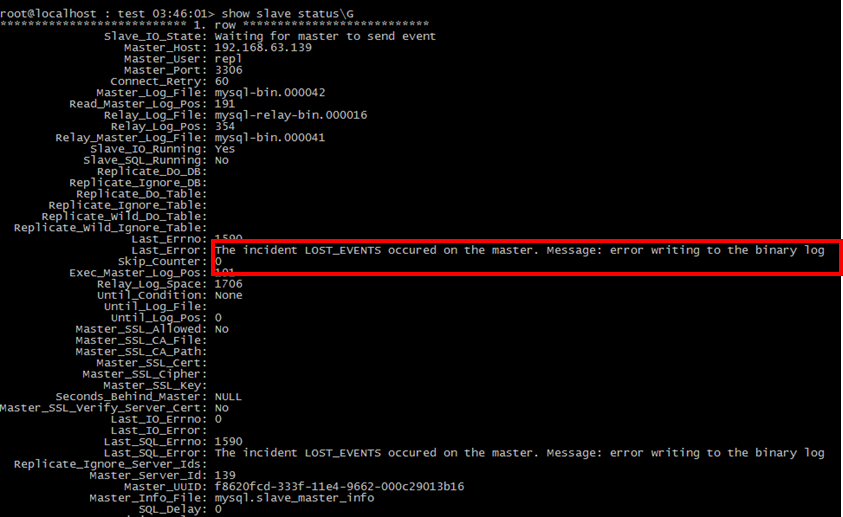 root@localhost : test 03:46:01> show slave status\G
*************************** 1. row ***************************
Slave_IO_State: Waiting for master to send event
Master_Host: 192.168.63.139
Master_User: repl
Master_Port: 3306
Connect_Retry: 60
Master_Log_File: mysql-bin.000042
Read_Master_Log_Pos: 191
Relay_Log_File: mysql-relay-bin.000016
Relay_Log_Pos: 354
Relay_Master_Log_File: mysql-bin.000041
Slave_IO_Running: Yes
Slave_SQL_Running: No
Replicate_Do_DB:
Replicate_Ignore_DB:
Replicate_Do_Table:
Replicate_Ignore_Table:
Replicate_Wild_Do_Table:
Replicate_Wild_Ignore_Table:
Last_Errno: 1590
Last_Error: The incident LOST_EVENTS occured on the master. Message: error writing to the binary log
Skip_Counter: 0
Exec_Master_Log_Pos: 191
Relay_Log_Space: 1706
Until_Condition: None
Until_Log_File:
Until_Log_Pos: 0
Master_SSL_Allowed: No
Master_SSL_CA_File:
Master_SSL_CA_Path:
Master_SSL_Cert:
Master_SSL_Cipher:
Master_SSL_Key:
Seconds_Behind_Master: NULL
Master_SSL_Verify_Server_Cert: No
Last_IO_Errno: 0
Last_IO_Error:
Last_SQL_Errno: 1590
Last_SQL_Error: The incident LOST_EVENTS occured on the master. Message: error writing to the binary log
Replicate_Ignore_Server_Ids:
Master_Server_Id: 139
Master_UUID: f8620fcd-333f-11e4-9662-000c29013b16
Master_Info_File: mysql.slave_master_info
SQL_Delay: 0